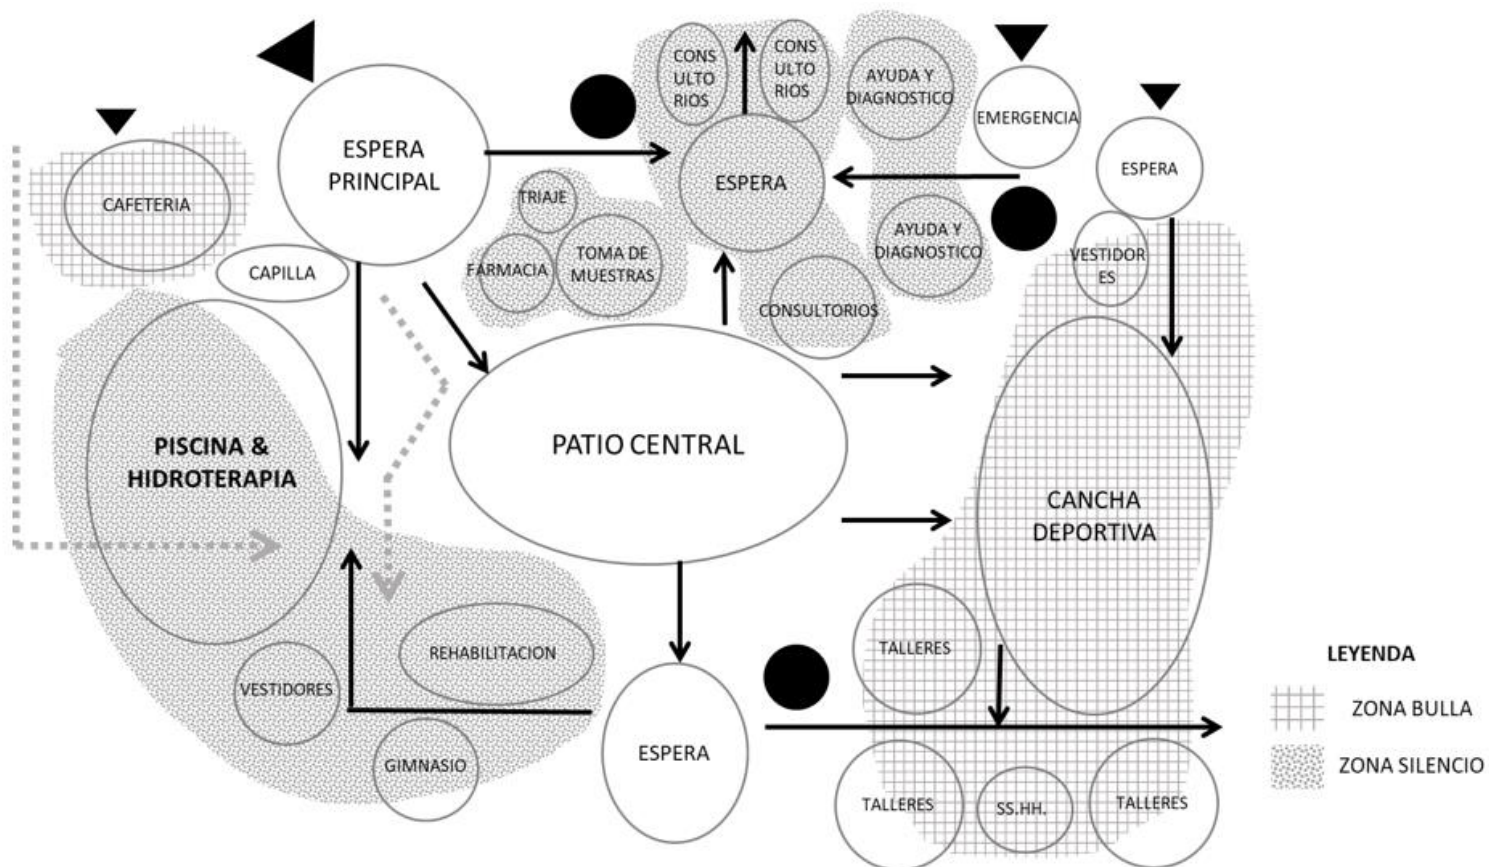 CONS
ULTO
RIOS
CONS
ULTO
RIOS
AYUDA Y
DIAGNOSTICO
EMERGENCIA
ESPERA
PRINCIPAL
ESPERA
ESPERA
CAFETERIA
TRIAJE
AYUDA Y
DIAGNOSTICO
VESTIDOR
ES
CAPILLA
FARMACIA
TOMA DE
MUESTRAS
CONSULTORIOS
PISCINA &
HIDROTERAPIA
PATIO CENTRAL
CANCHA
DEPORTIVA
REHABILITACION
TALLERES
VESTIDORES
ESPERA
GIMNASIO
TALLERES
SS.HH.
TALLERES
LEYENDA
ZONA BULLA
ZONA SILENCIO